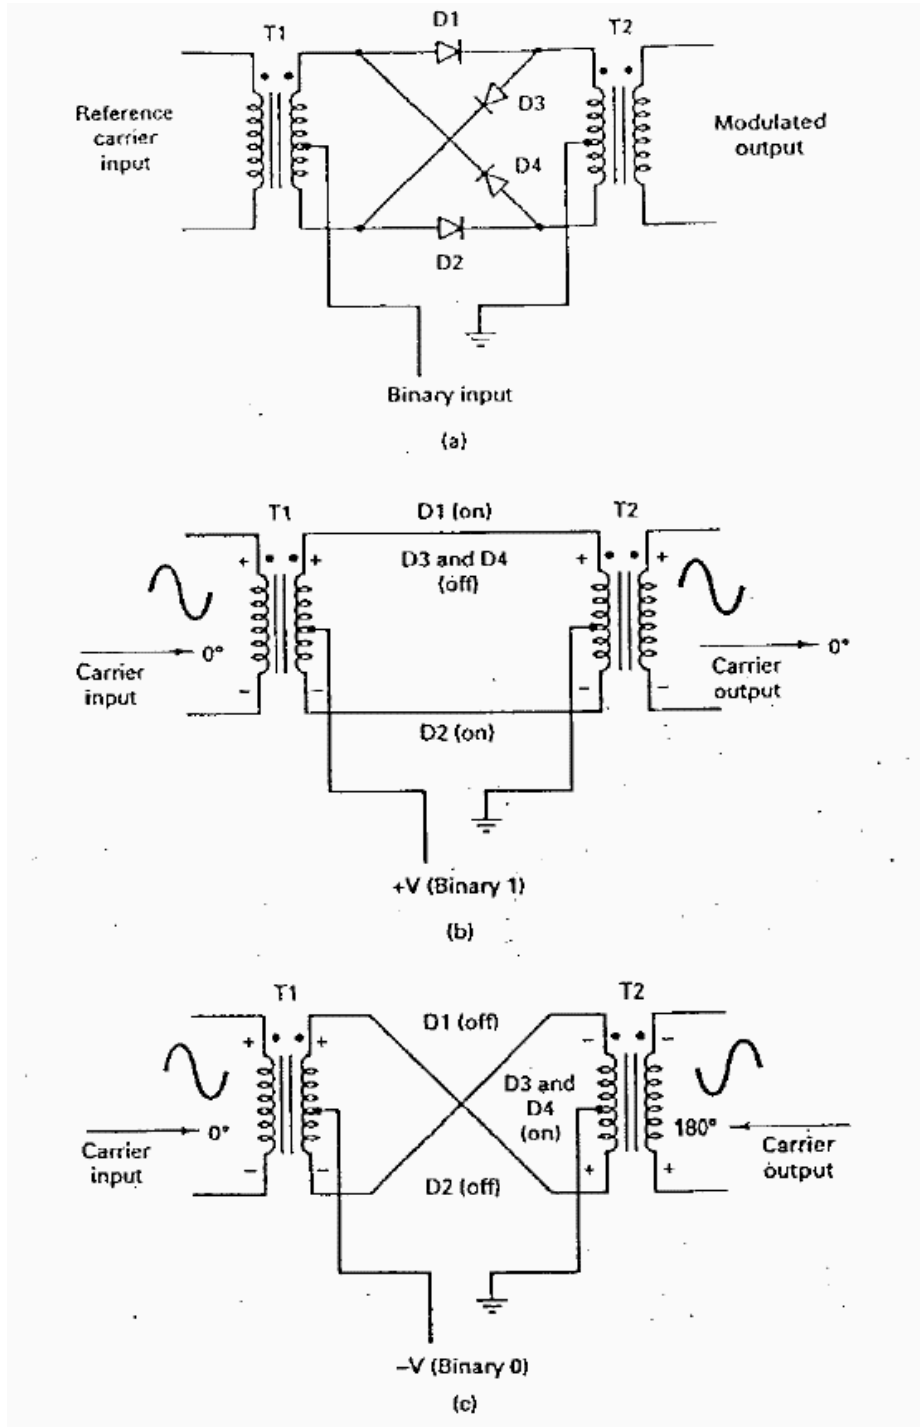 T1
D1
T2
D3
Reference
carrier
input
D4
Modulated
output
D2
Binary input
(a)
T1
D1 (on)
T2
+
+
D3 and D4
(off)
+
+
0°
Carrier
input
–
–
D2 (on)
–
–
0°
Carrier
output
+V (Binary 1)
(b)
T1
D1 (off)
T2
+
+
–
–
D3 and
D4
(on)
0°
Carrier
input
–
–
D2 (off)
+
+
180°
Carrier
output
–V (Binary 0)
(c)